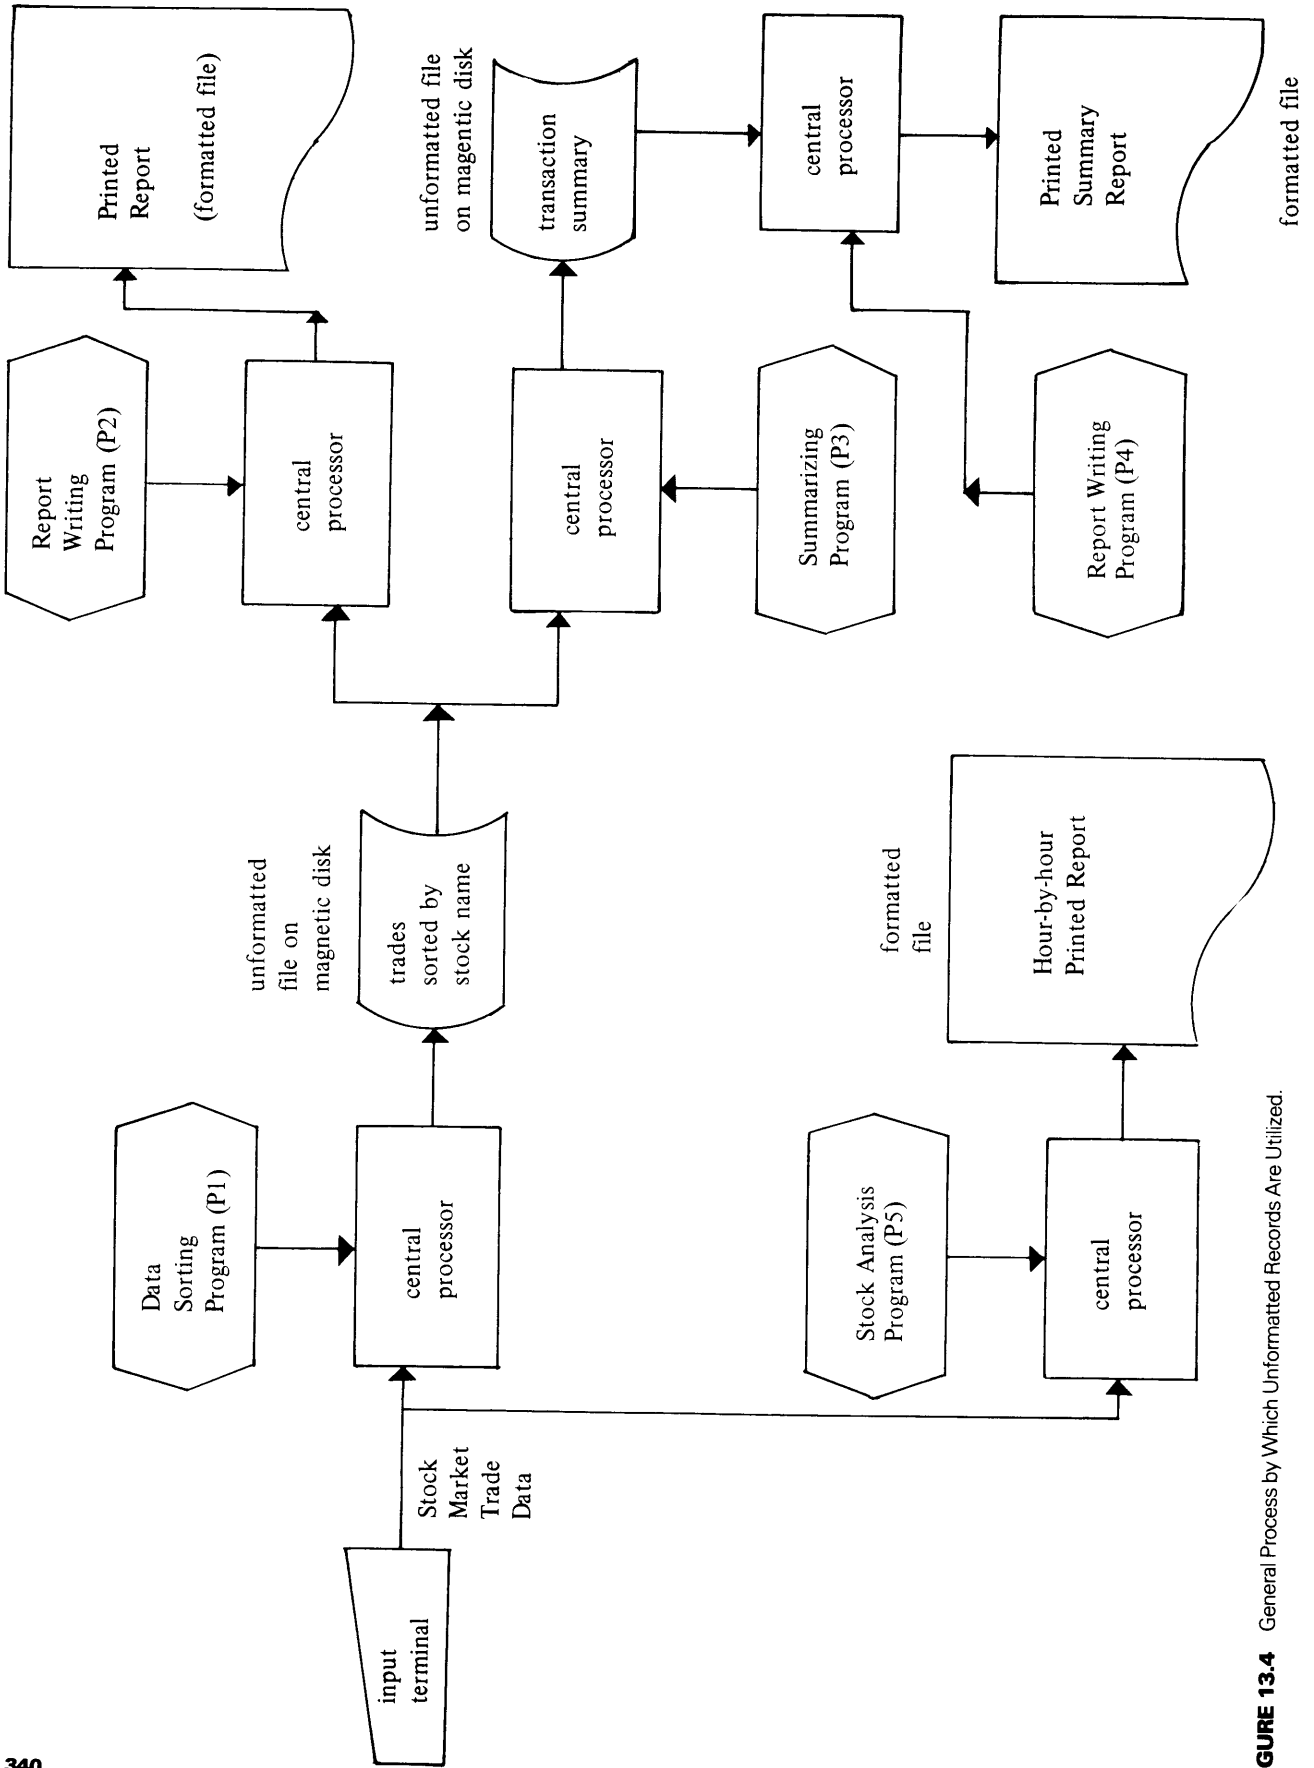 340
input
terminal
Stock
Market
Trade
Data
Data
Sorting
Program (P1)
central
processor
unformatted
file on
magnetic disk
trades
sorted by
stock name
Report
Writing
Program (P2)
central
processor
Printed
Report
(formatted file)
central
processor
Summarizing
Program (P3)
unformatted file
on magentic disk
transaction
summary
central
processor
Report Writing
Program (P4)
Printed
Summary
Report
formatted file
Stock Analysis
Program (P5)
central
processor
formatted
file
Hour-by-hour
Printed Report
GURE 13.4 General Process by Which Unformatted Records Are Utilized.